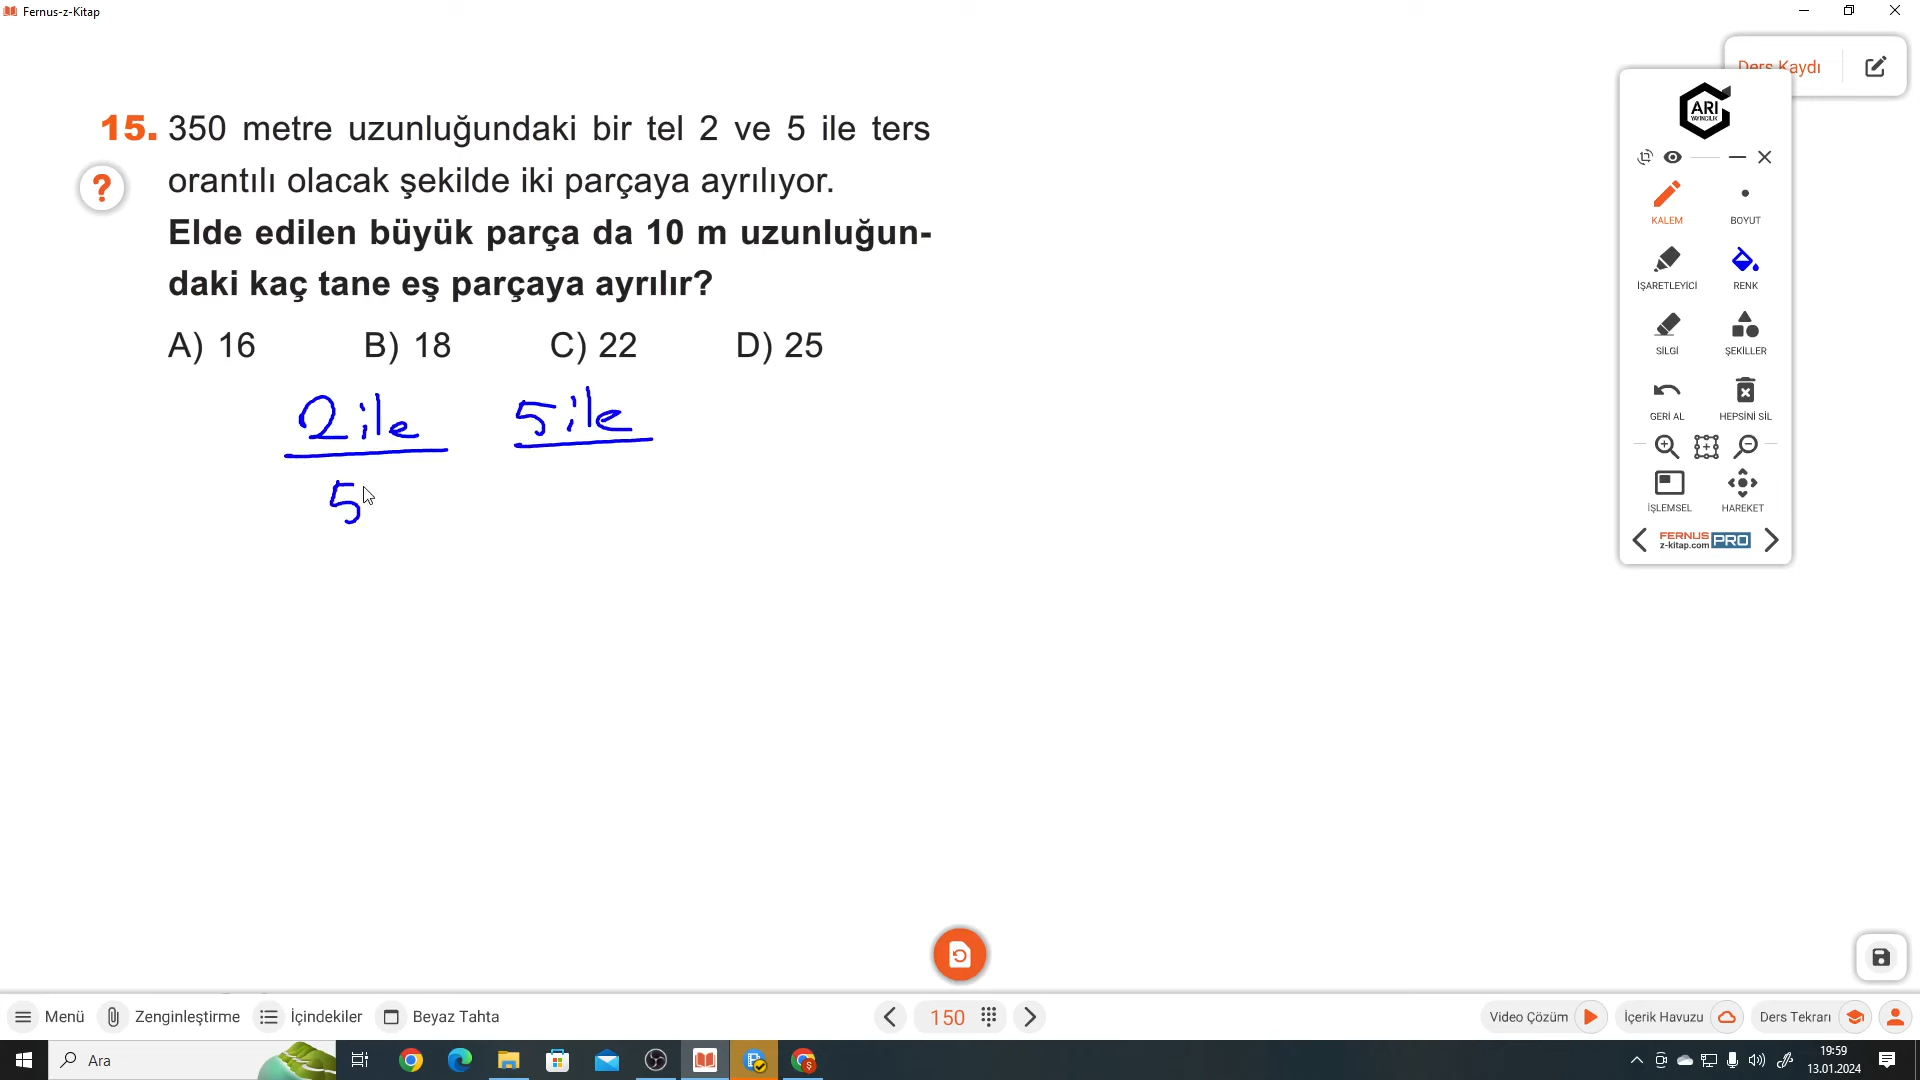 Fernus-z-Kitap
Ders Kaydı
ARI
YAYINCILIK
15. 350 metre uzunluğundaki bir tel 2 ve 5 ile ters
orantılı olacak şekilde iki parçaya ayrılıyor.
?
Elde edilen büyük parça da 10 m uzunluğun-
daki kaç tane eş parçaya ayrılır?
A) 16 B) 18 C) 22 D) 25
2 ile 5 ile
5
KALEM BOYUT
İŞARETLEYİCİ RENK
SİLGİ ŞEKİLLER
GERİ AL HEPSİNİ SİL
İŞLEMSEL HAREKET
FERNUS
z-kitap.com PRO
Menü Zenginleştirme İçindekiler Beyaz Tahta 150 Video Çözüm İçerik Havuzu Ders Tekrarı
Ara
19:59
13.01.2024